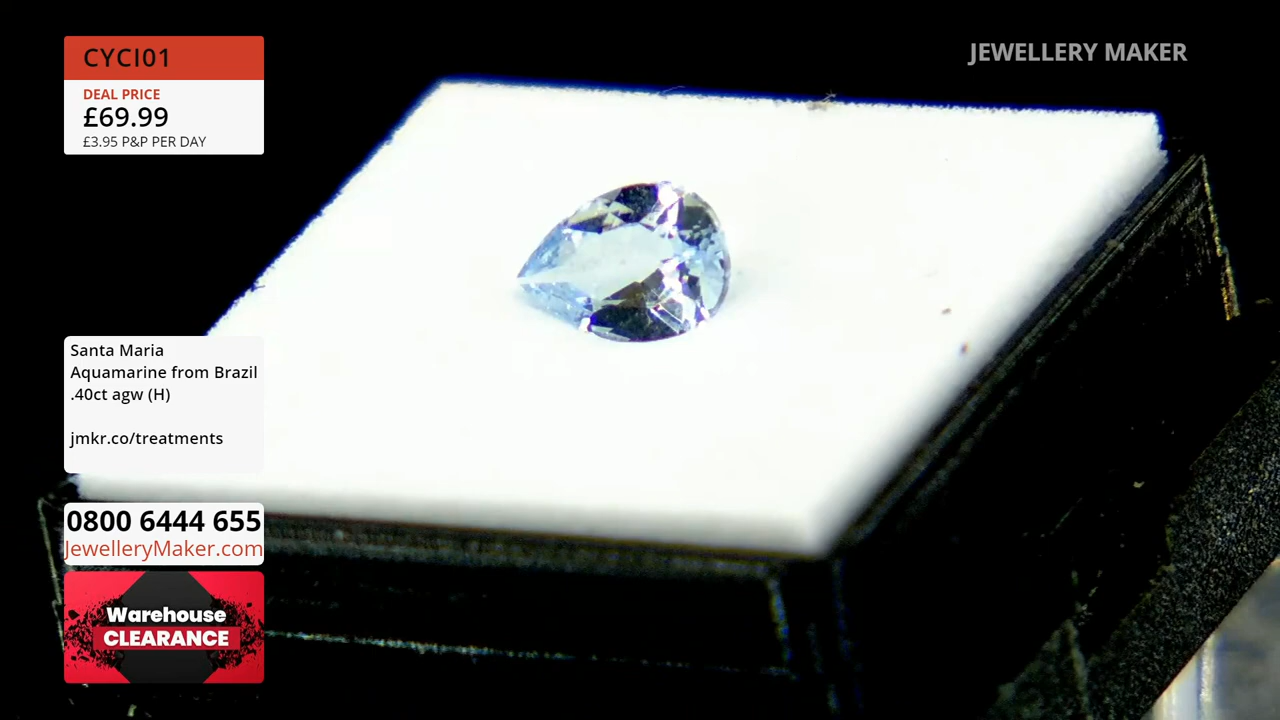 CYCI01
DEAL PRICE
£69.99
£3.95 P&P PER DAY
JEWELLERY MAKER
Santa Maria
Aquamarine from Brazil
.40ct agw (H)
jmkr.co/treatments
0800 6444 655
JewelleryMaker.com
Warehouse
CLEARANCE